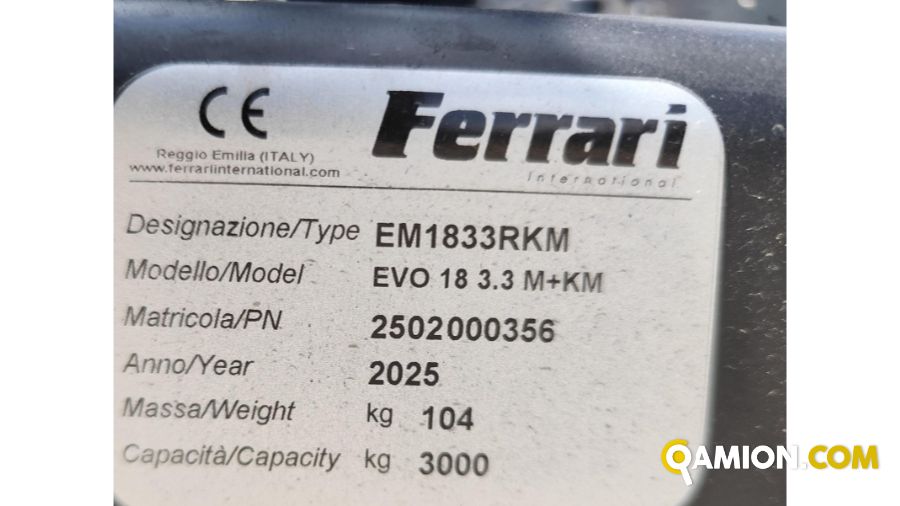 CE
Ferrari
International
Reggio Emilia (ITALY)
www.ferrariinternational.com
Designazione/Type EM1833RKM
Modello/Model EVO 18 3.3 M+KM
Matricola/PN 2502000356
Anno/Year 2025
Massa/Weight kg 104
Capacità/Capacity kg 3000
QAMION.COM